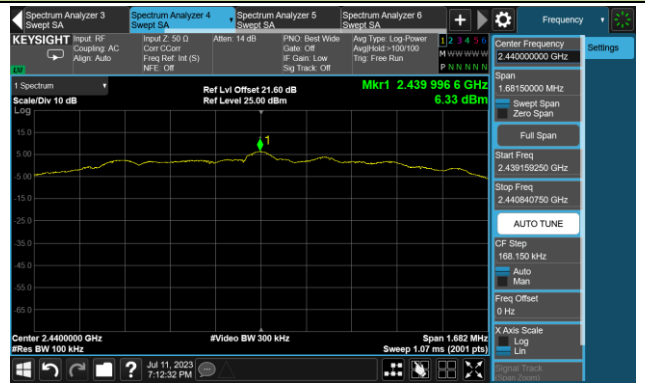 Spectrum Analyzer 3
Swept SA
Spectrum Analyzer 4
Swept SA
Spectrum Analyzer 5
Swept SA
Spectrum Analyzer 6
Swept SA
+
Frequency
KEYSIGHT
Input: RF
Coupling: AC
Align: Auto
Input Z: 50 Ω
Corr CCorr
Freq Ref: Int (S)
NFE: Off
Atten: 14 dB
PNO: Best Wide
Gate: Off
IF Gain: Low
Sig Track: Off
Avg Type: Log-Power
Avg|Hold:>100/100
Trig: Free Run
1 2 3 4 5 6
M W W W W W
P N N N N N
1 Spectrum
Scale/Div 10 dB
Log
Ref Lvl Offset 21.60 dB
Ref Level 25.00 dBm
Mkr1 2.439 996 6 GHz
6.33 dBm
1
15.0
5.00
-5.00
-15.0
-25.0
-35.0
-45.0
-55.0
-65.0
Center 2.4400000 GHz
#Res BW 100 kHz
#Video BW 300 kHz
Span 1.682 MHz
Sweep 1.07 ms (2001 pts)
Center Frequency
2.440000000 GHz
Settings
Span
1.68150000 MHz
Swept Span
Zero Span
Full Span
Start Freq
2.439159250 GHz
Stop Freq
2.440840750 GHz
AUTO TUNE
CF Step
168.150 kHz
Auto
Man
Freq Offset
0 Hz
X Axis Scale
Log
Lin
Signal Track
(Span Zoom)
?
Jul 11, 2023
7:12:32 PM